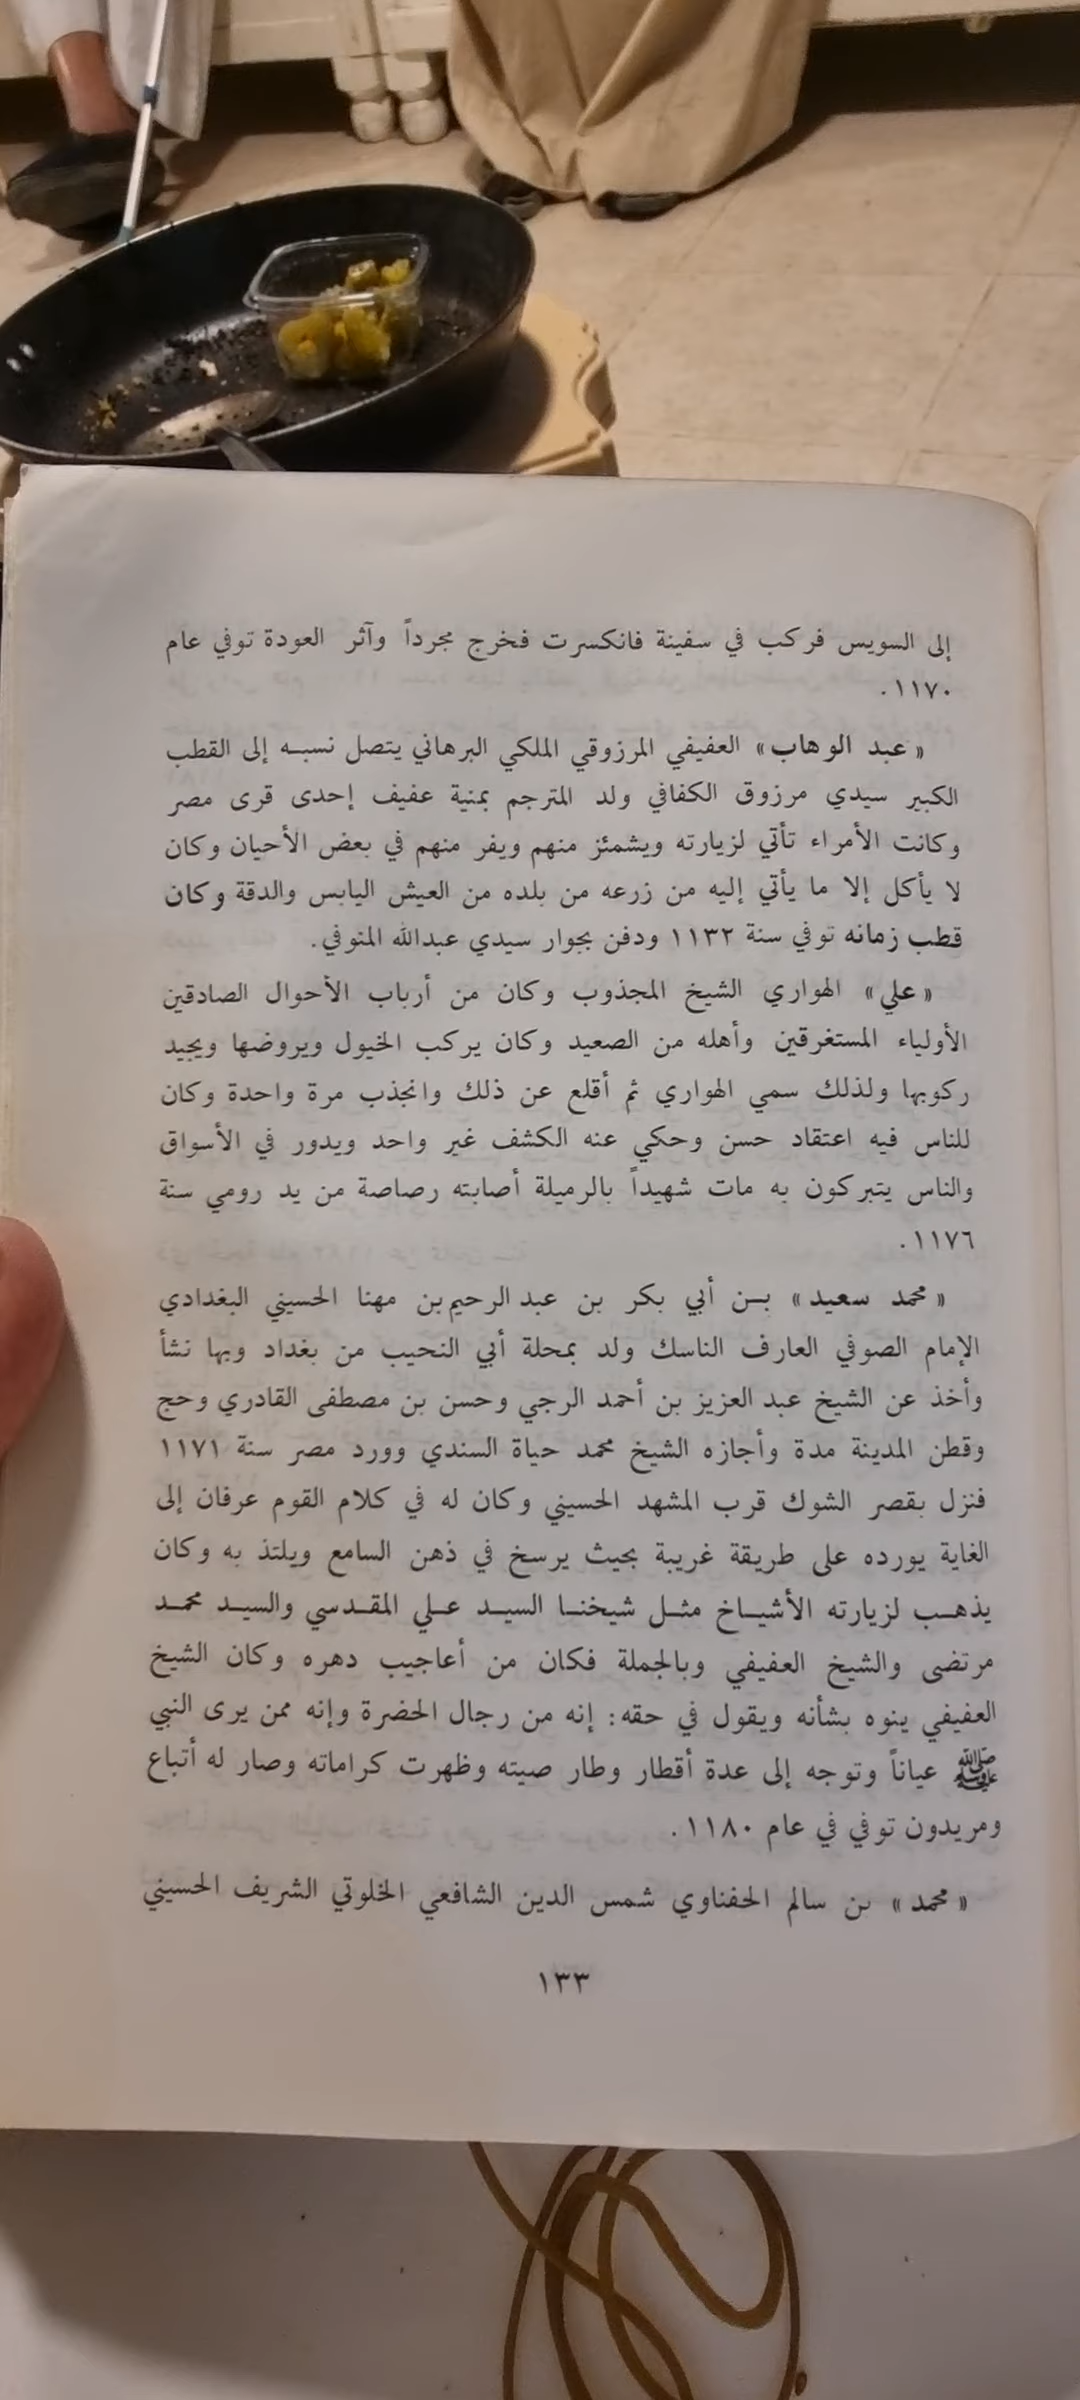 إلى السويس فركب في سفينة فانكسرت فخرج مجرداً وآثر العودة توفي عام
١١٧٠ .
« عبد الوهاب » العفيفي المرزوقي الملكي البرهاني يتصل نسبـه إلى القطب
الكبير سيدي مرزوق الكفافي ولد المترجم بمنية عفيف إحدى قرى مصر
وكانت الأمراء تأتي لزيارته ويشمئز منهم ويفر منهم في بعض الأحيان وكان
لا يأكل إلا ما يأتي إليه من زرعه من بلده من العيش اليابس والدقة وكان
قطب زمانه توفي سنة ١١٣٢ ودفن بجوار سيدي عبدالله المنوفي .
« علي » الهواري الشيخ المجذوب وكان من أرباب الأحوال الصادقين
الأولياء المستغرقين وأهله من الصعيد وكان يركب الخيول ويروضها ويجيد
ركوبها ولذلك سمي الهواري ثم أقلع عن ذلك وانجذب مرة واحدة وكان
للناس فيه اعتقاد حسن وحكي عنه الكشف غير واحد ويدور في الأسواق
والناس يتبركون به مات شهيداً بالرميلة أصابته رصاصة من يد رومي سنة
١١٧٦ .
« محمد سعيد » بـن أبي بكر بن عبد الرحيم بن مهنا الحسيني البغدادي
الإمام الصوفي العارف الناسك ولد بمحلة أبي النحيب من بغداد وبها نشأ
وأخذ عن الشيخ عبد العزيز بن أحمد الرجي وحسن بن مصطفى القادري وحج
وقطن المدينة مدة وأجازه الشيخ محمد حياة السندي وورد مصر سنة ١١٧١
فنزل بقصر الشوك قرب المشهد الحسيني وكان له في كلام القوم عرفان إلى
الغاية يورده على طريقة غريبة بحيث يرسخ في ذهن السامع ويلتذ به وكان
يذهـب لزيارته الأشيـاخ مثـل شيخنـا السيـد عـلي المقـدسي والسيـد محمـد
مرتضى والشيخ العفيفي وبالجملة فكان من أعاجيب دهره وكان الشيخ
العفيفي ينوه بشأنه ويقول في حقه: إنه من رجال الحضرة وإنه ممن يرى النبي
ﷺ عياناً وتوجه إلى عدة أقطار وطار صيته وظهرت كراماته وصار له أتباع
ومريدون توفي في عام ١١٨٠ .
« محمد » بن سالم الحفناوي شمس الدين الشافعي الخلوتي الشريف الحسيني
١٣٣